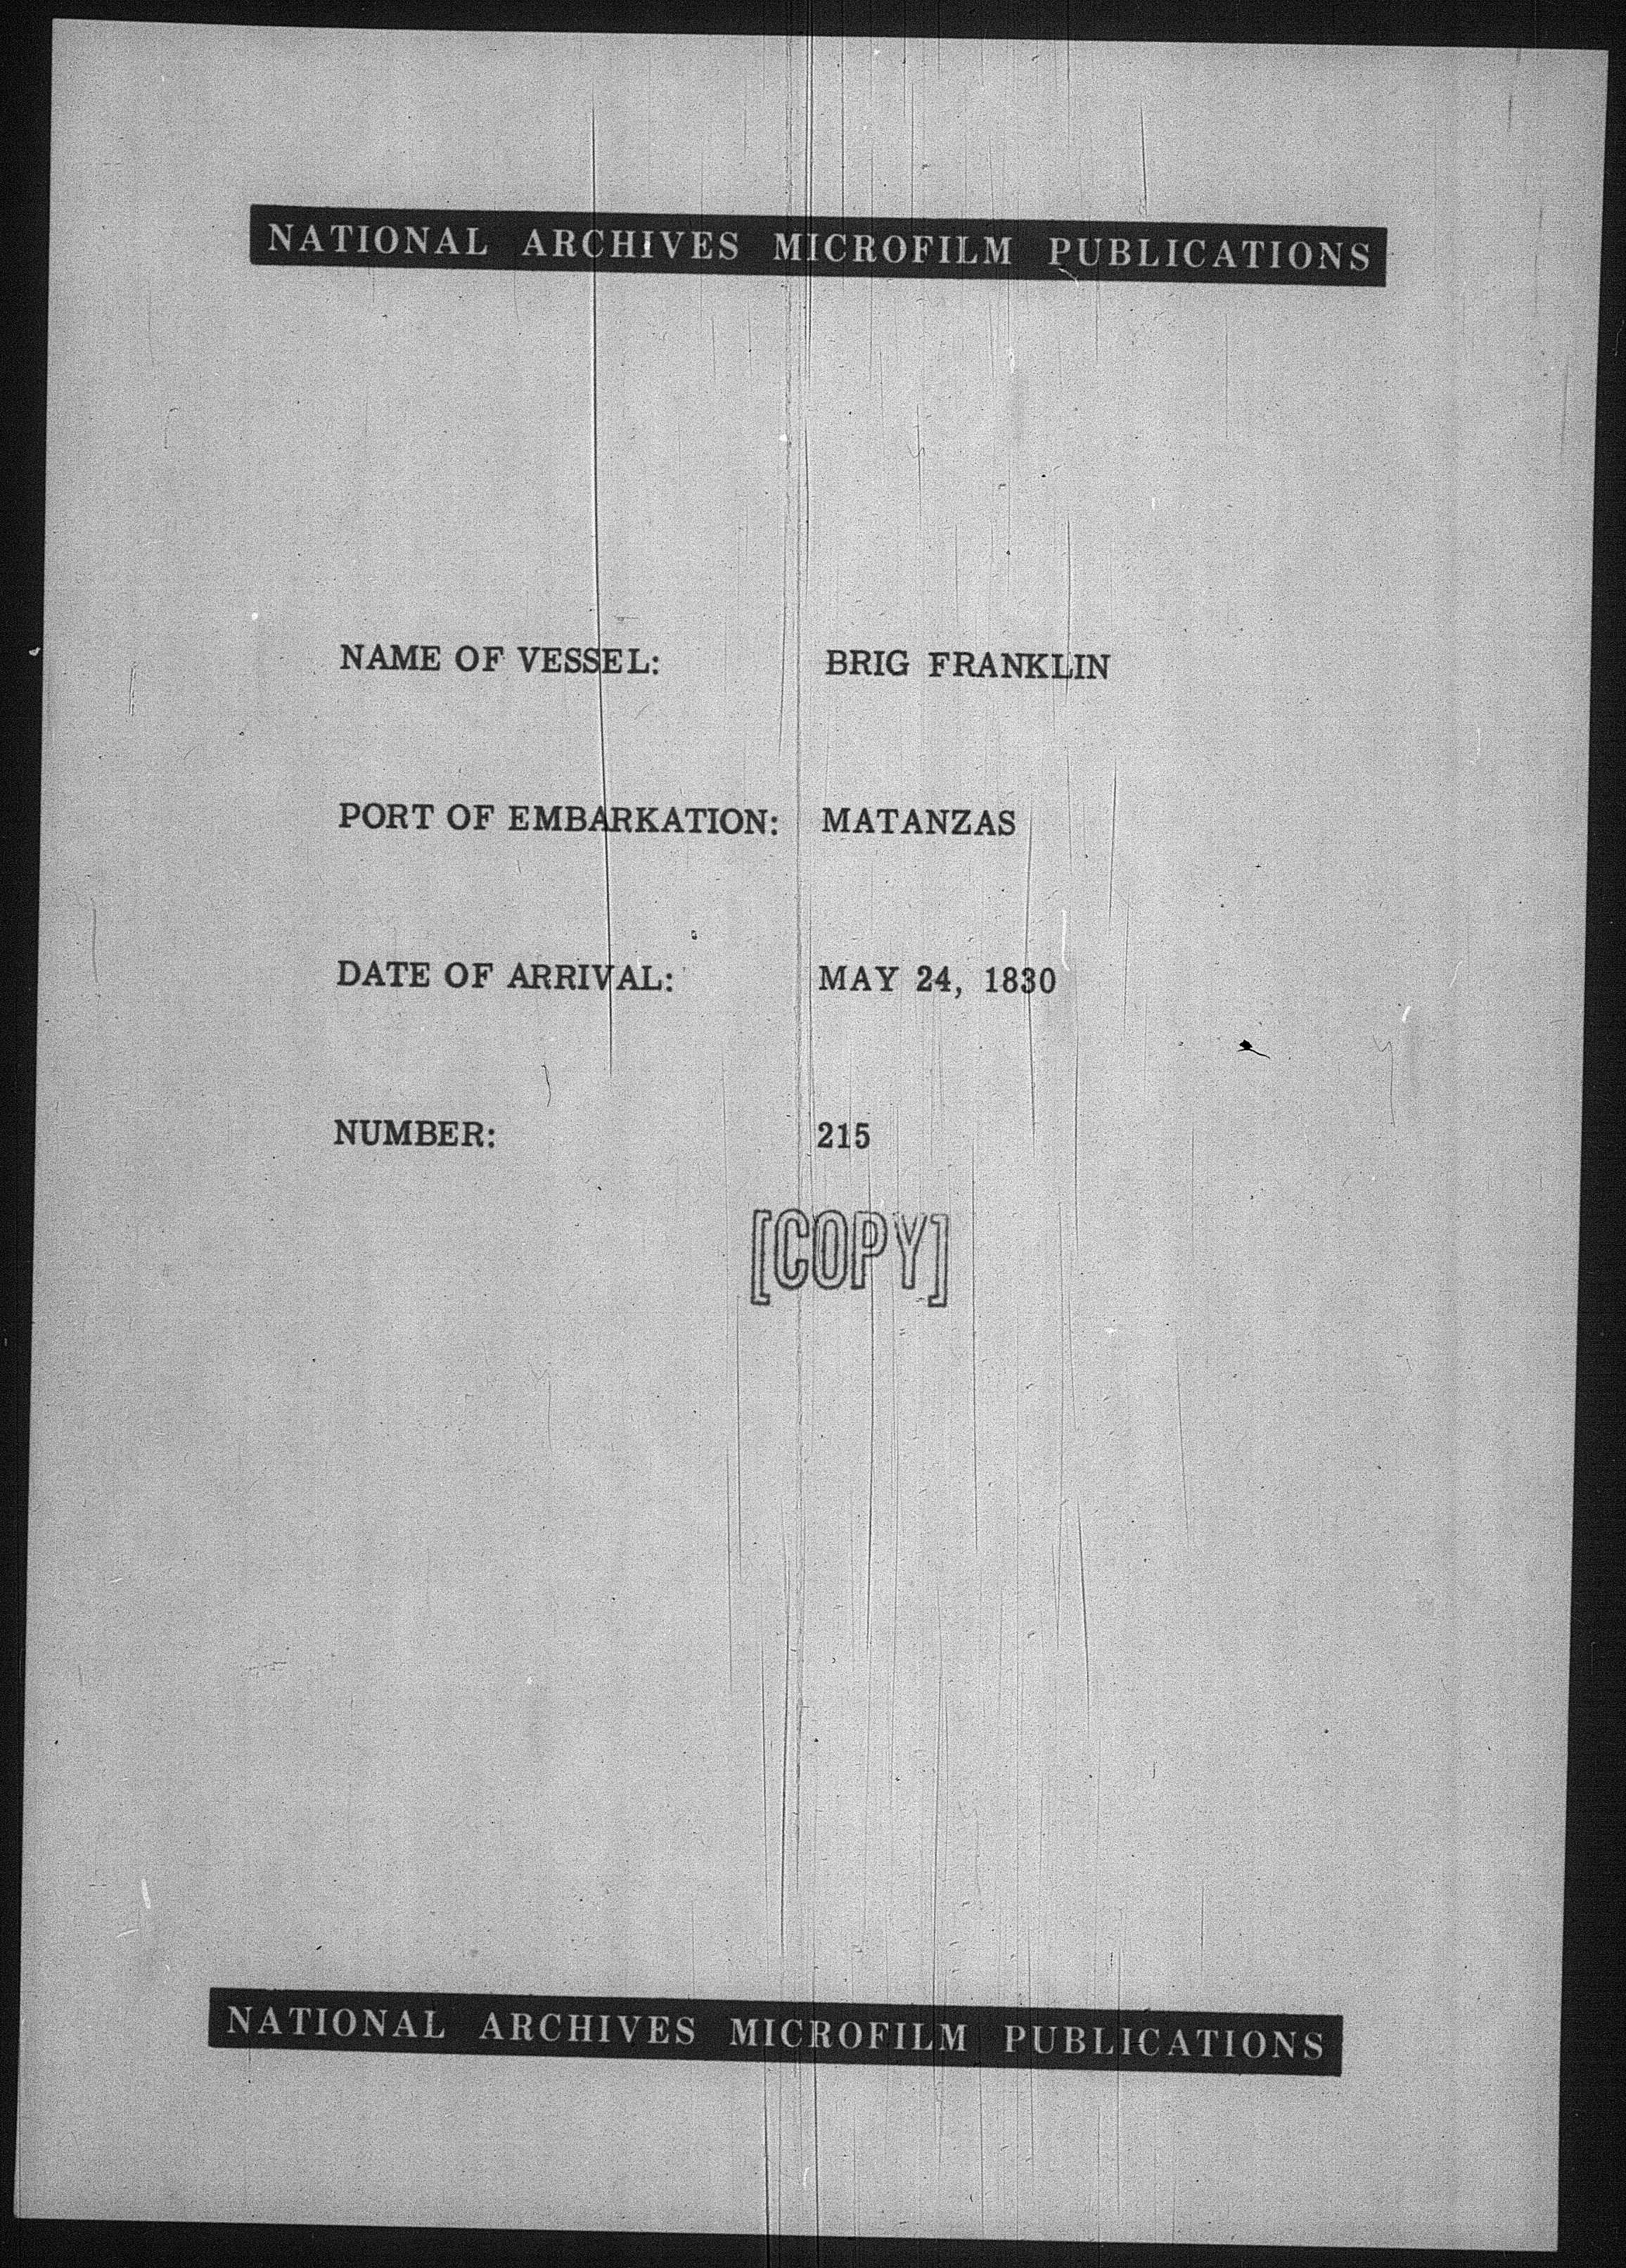 NATIONAL ARCHIVES MICROFILM PUBLICATIONS
NAME OF VESSEL: BRIG FRANKLIN
PORT OF EMBARKATION: MATANZAS
DATE OF ARRIVAL: MAY 24, 1830
NUMBER: 215
[COPY]
NATIONAL ARCHIVES MICROFILM PUBLICATIONS